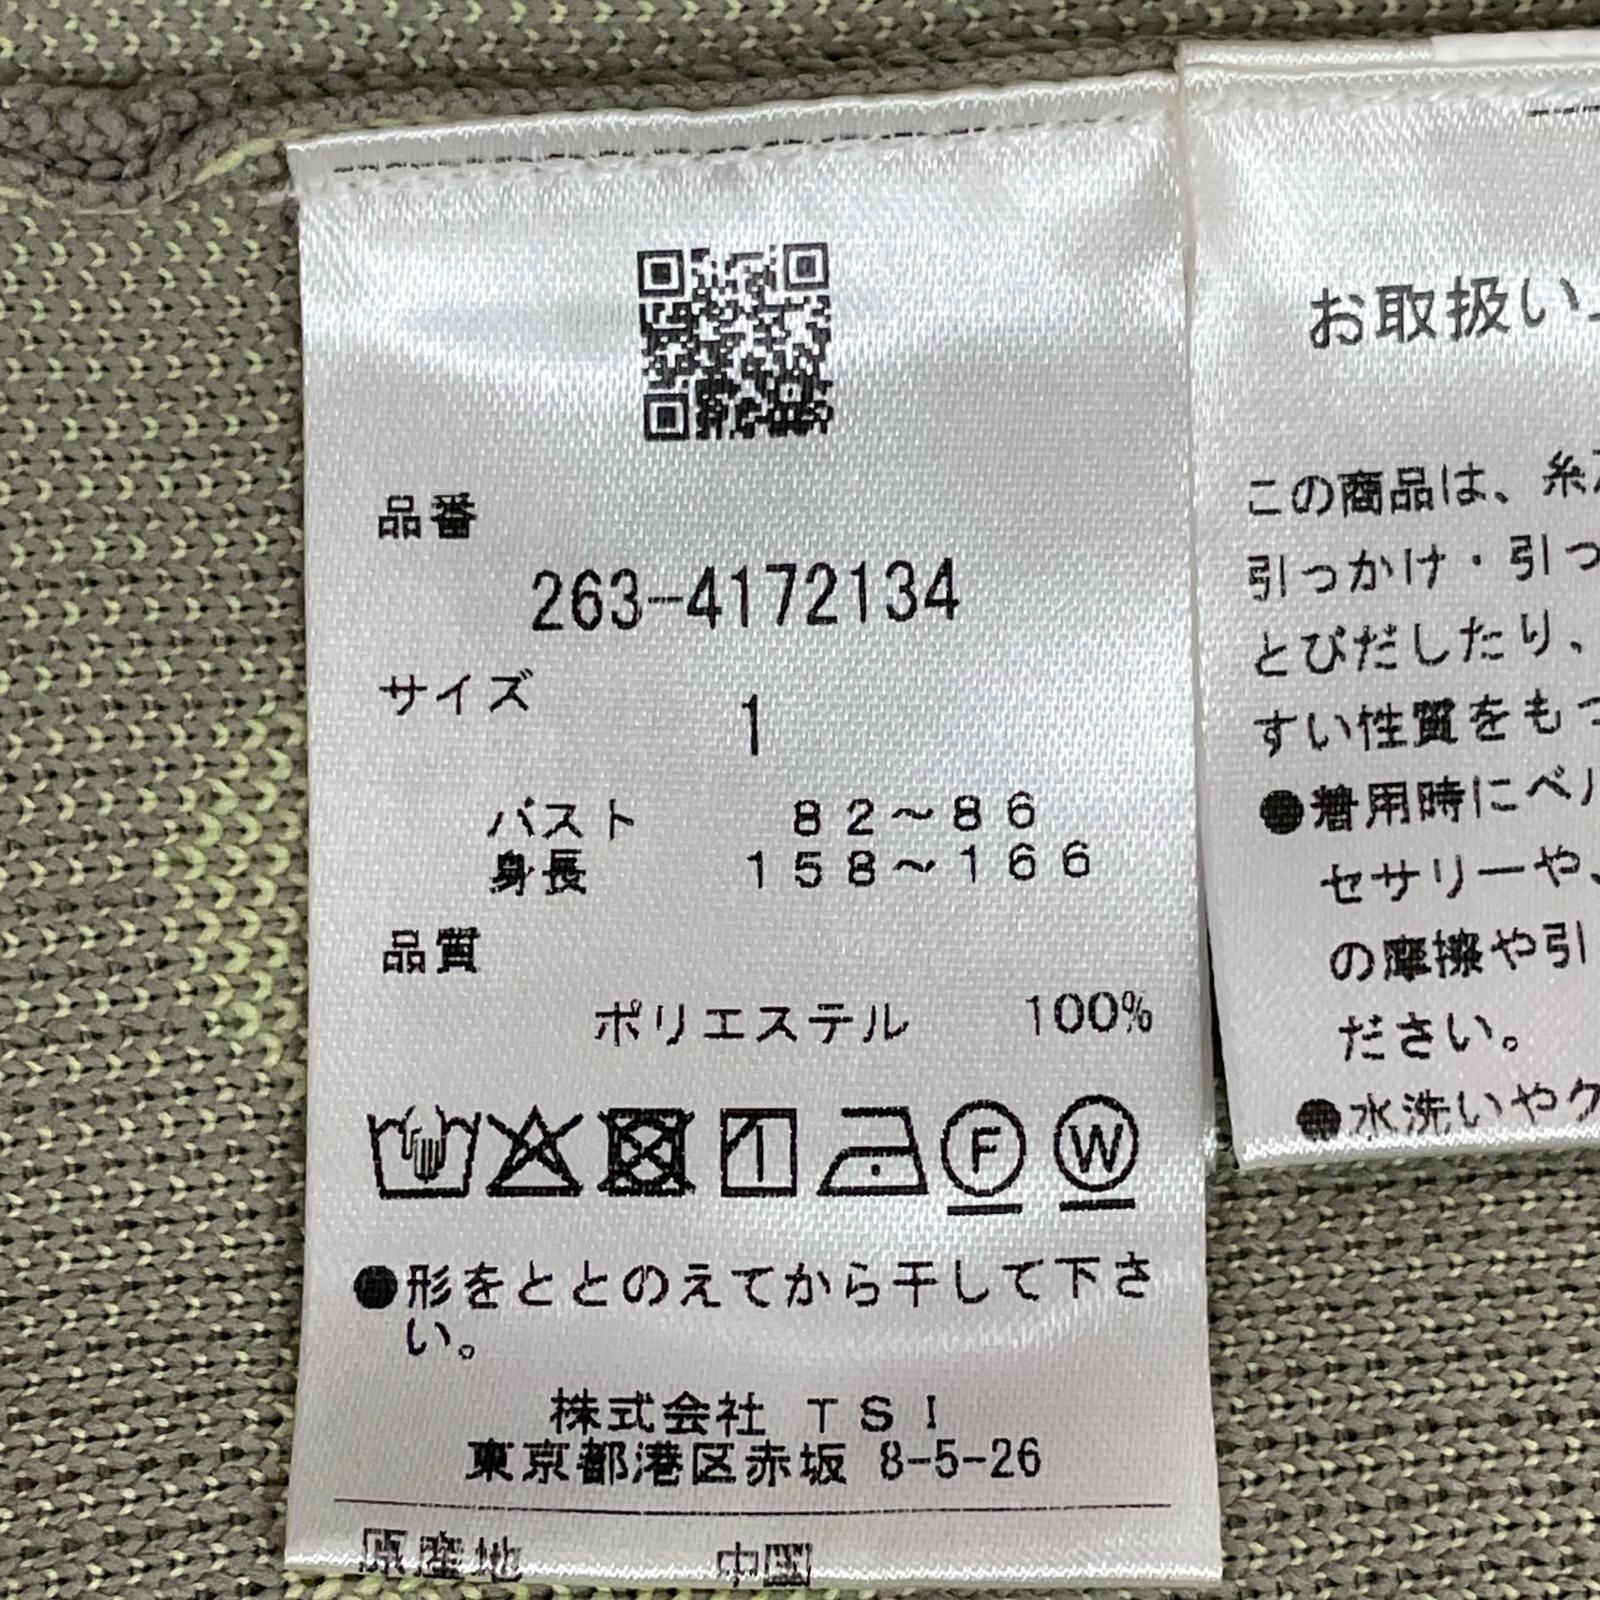 品番
263-4172134
サイズ
1
バスト 82～86
身長 158～166
品質
ポリエステル 100%
F
W
●形をととのえてから干して下さ
い。
株式会社 TSI
東京都港区赤坂 8-5-26
原産地 中国
お取扱い
この商品は、糸
引っかけ・引っ
とびだしたり、
すい性質をもつ
●着用時にベル
セサリーや、
の摩擦や引
ださい。
●水洗いやク